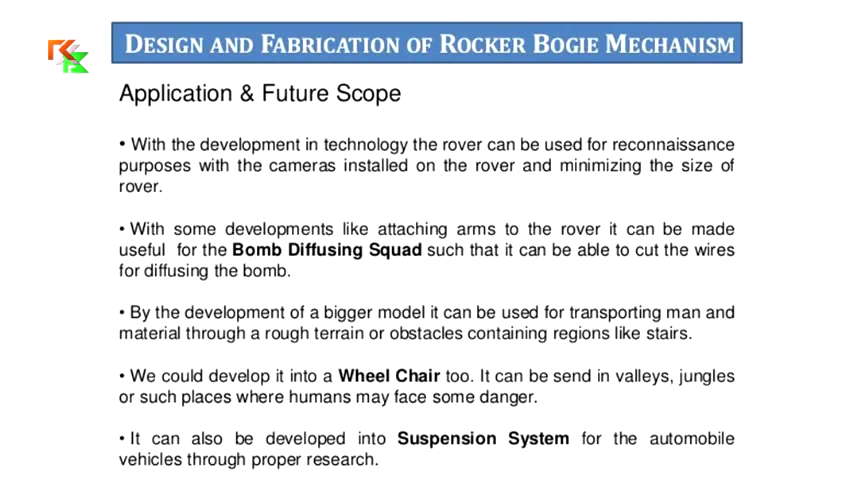 DESIGN AND FABRICATION OF ROCKER BOGIE MECHANISM
Application & Future Scope
• With the development in technology the rover can be used for reconnaissance
purposes with the cameras installed on the rover and minimizing the size of
rover.
• With some developments like attaching arms to the rover it can be made
useful for the Bomb Diffusing Squad such that it can be able to cut the wires
for diffusing the bomb.
• By the development of a bigger model it can be used for transporting man and
material through a rough terrain or obstacles containing regions like stairs.
• We could develop it into a Wheel Chair too. It can be send in valleys, jungles
or such places where humans may face some danger.
• It can also be developed into Suspension System for the automobile
vehicles through proper research.